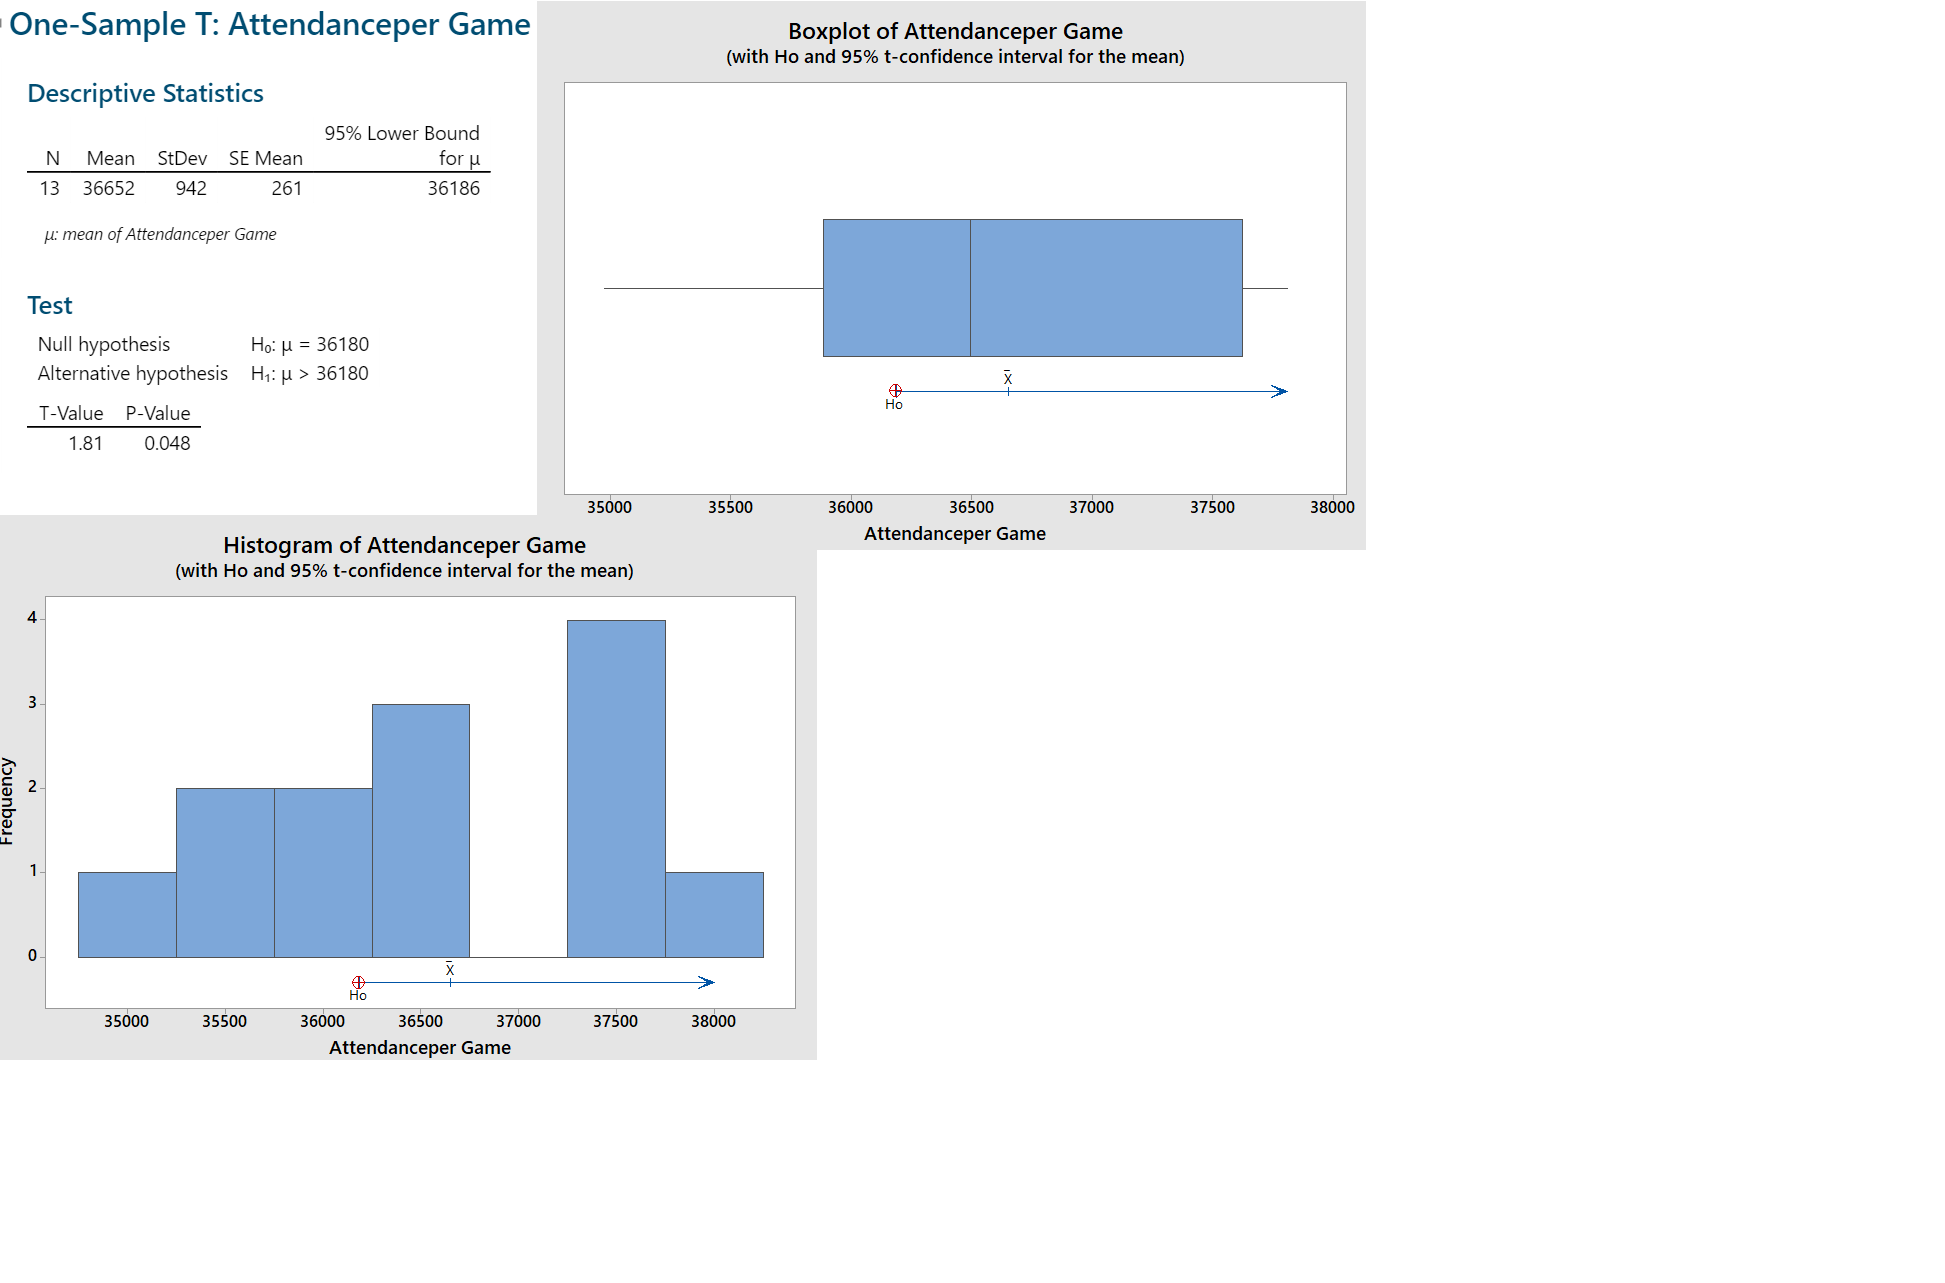 One-Sample T: Attendanceper Game
Descriptive Statistics
95% Lower Bound
N Mean StDev SE Mean for μ
13 36652 942 261 36186
μ: mean of Attendanceper Game
Test
Null hypothesis H₀: μ = 36180
Alternative hypothesis H₁: μ > 36180
T-Value P-Value
1.81 0.048
Boxplot of Attendanceper Game
(with Ho and 95% t-confidence interval for the mean)
X̄
Ho
35000 35500 36000 36500 37000 37500 38000
Attendanceper Game
Histogram of Attendanceper Game
(with Ho and 95% t-confidence interval for the mean)
Frequency
4
3
2
1
0
X̄
Ho
35000 35500 36000 36500 37000 37500 38000
Attendanceper Game